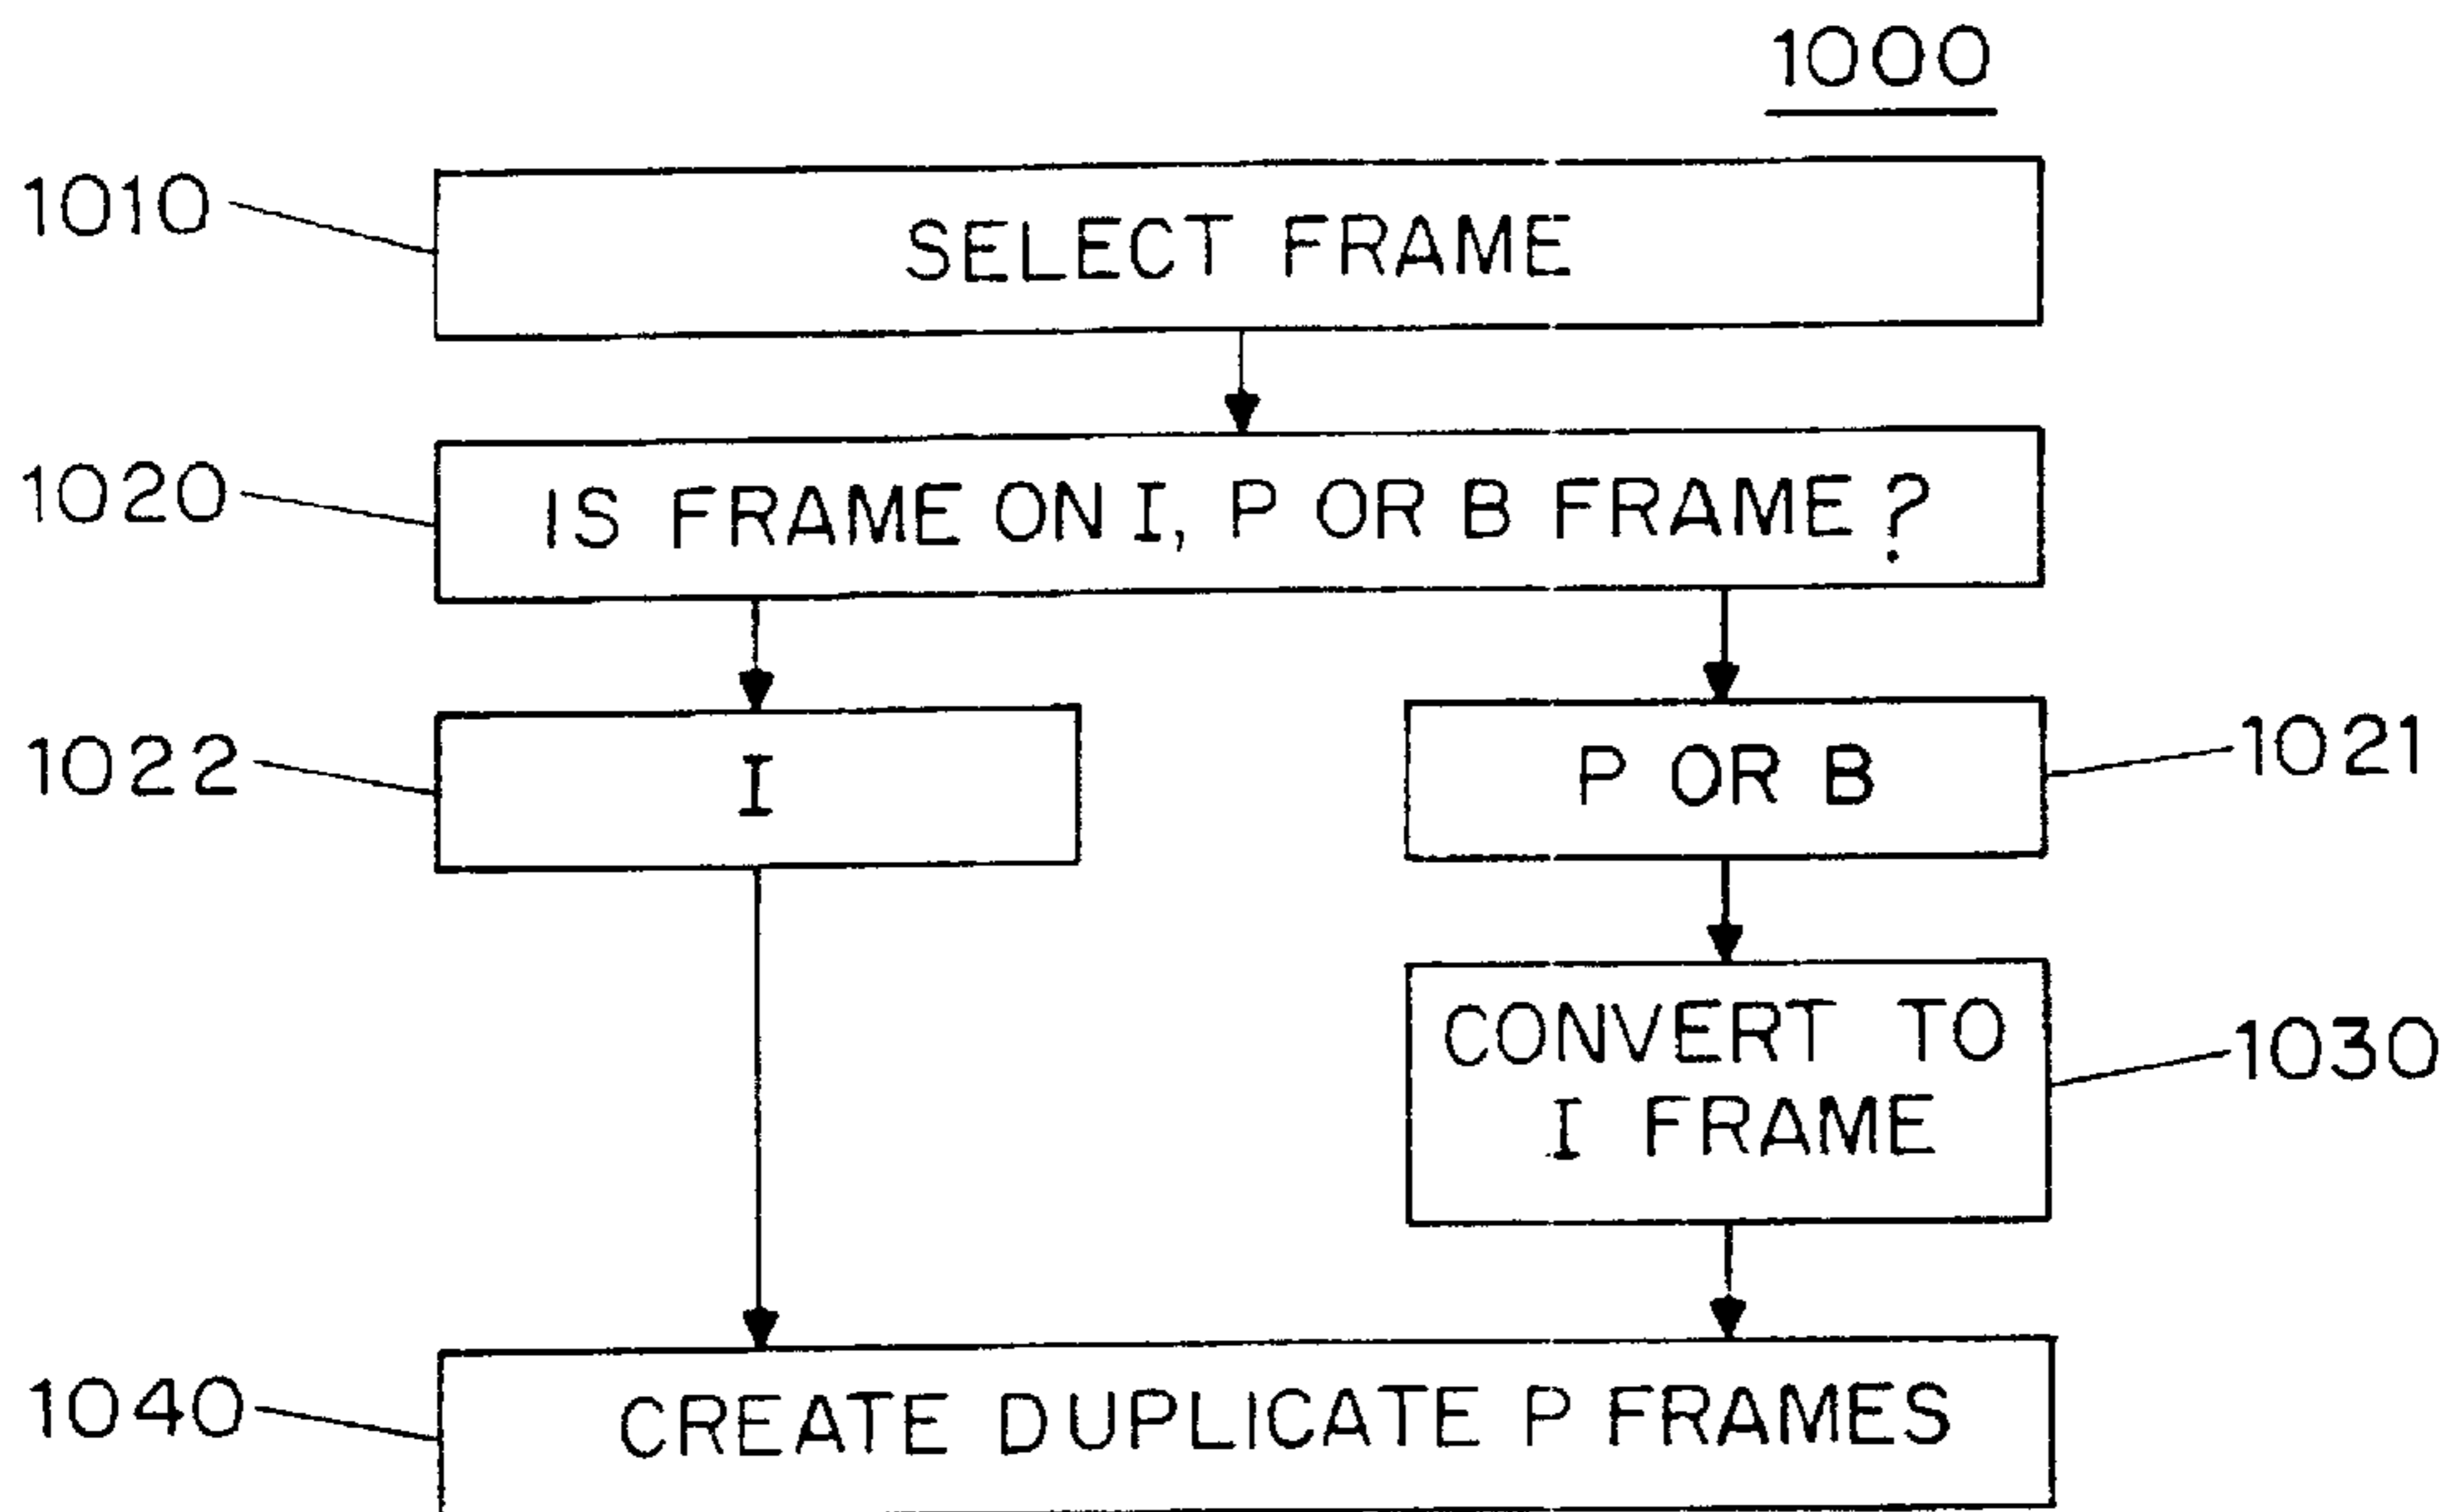 1000
1010
SELECT FRAME
1020
IS FRAME ON I, P OR B FRAME?
1022
I
P OR B
1021
CONVERT TO
I FRAME
1030
1040
CREATE DUPLICATE P FRAMES